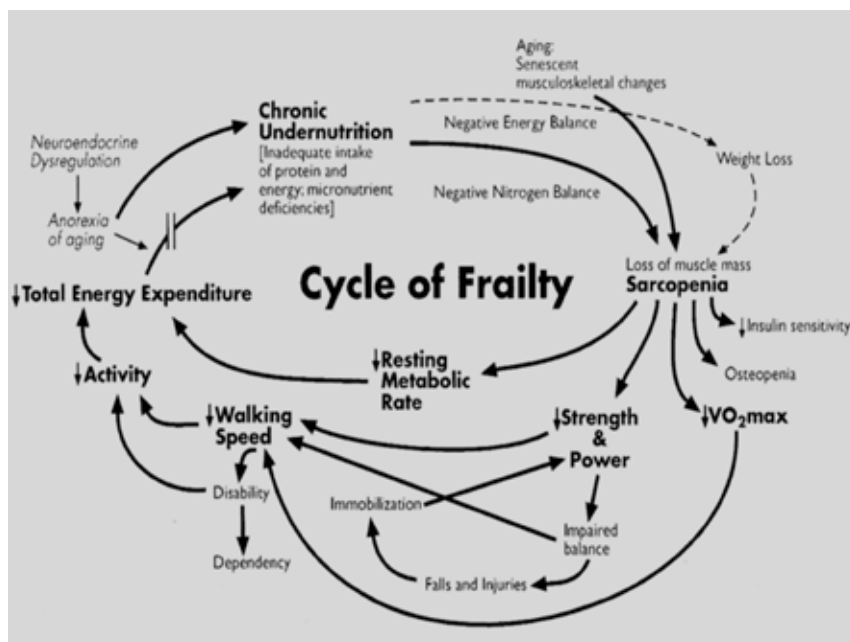 Aging:
Senescent
musculoskeletal changes
Chronic
Undernutrition
[Inadequate intake
of protein and
energy; micronutrient
deficiencies]
Negative Energy Balance
Neuroendocrine
Dysregulation
Weight Loss
Negative Nitrogen Balance
Anorexia
of aging
Cycle of Frailty
Loss of muscle mass
Sarcopenia
↓Total Energy Expenditure
↓Insulin sensitivity
↓Resting
Metabolic
Rate
↓Activity
Osteopenia
↓Walking
Speed
↓Strength
&
Power
↓VO₂max
Disability
Immobilization
Impaired
balance
Dependency
Falls and Injuries